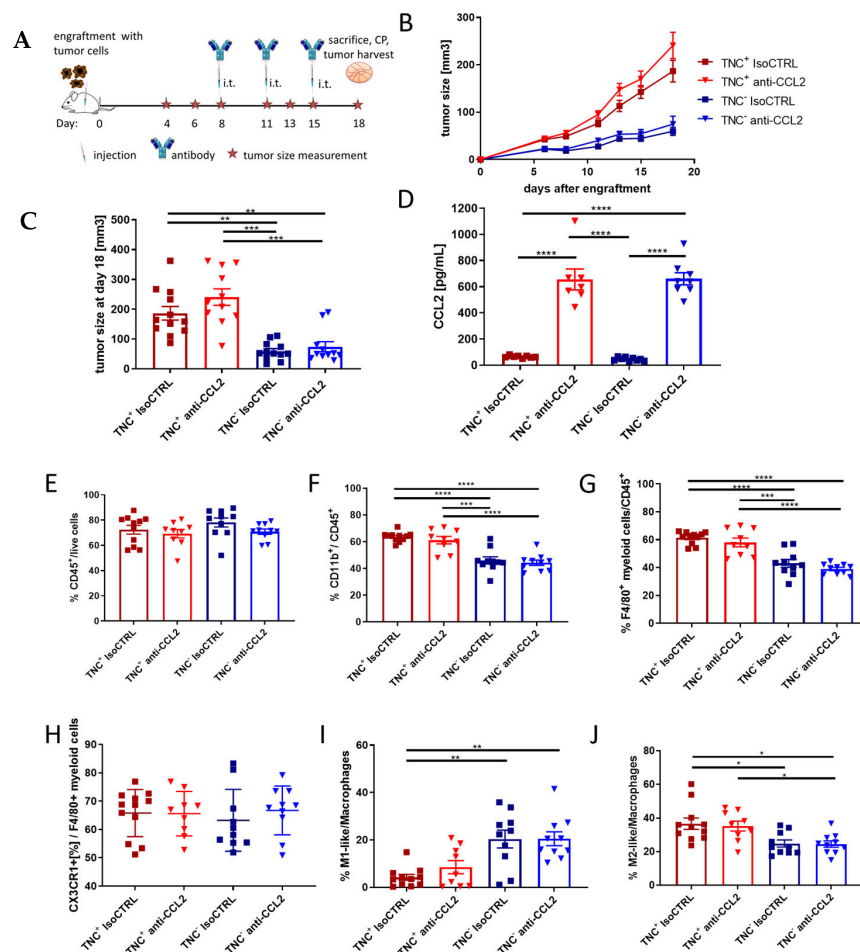 A
engraftment with
tumor cells
sacrifice, CP,
tumor harvest
i.t.
i.t.
i.t.
Day: 0 4 6 8 11 13 15 18
injection antibody tumor size measurement
B
tumor size [mm3]
300
200
100
0
0 5 10 15 20
days after engraftment
TNC+ IsoCTRL
TNC+ anti-CCL2
TNC- IsoCTRL
TNC- anti-CCL2
C
tumor size at day 18 [mm3]
500
400
300
200
100
0
**
**
***
***
TNC+ IsoCTRL
TNC+ anti-CCL2
TNC- IsoCTRL
TNC- anti-CCL2
D
CCL2 [pg/mL]
1200
1000
800
600
400
200
0
****
****
****
****
TNC+ IsoCTRL
TNC+ anti-CCL2
TNC- IsoCTRL
TNC- anti-CCL2
E
% CD45+/live cells
100
80
60
40
20
0
TNC+ IsoCTRL
TNC+ anti-CCL2
TNC- IsoCTRL
TNC- anti-CCL2
F
% CD11b+/ CD45+
100
80
60
40
20
0
****
****
***
****
TNC+ IsoCTRL
TNC+ anti-CCL2
TNC- IsoCTRL
TNC- anti-CCL2
G
% F4/80+ myeloid cells/CD45+
100
80
60
40
20
0
****
****
***
****
TNC+ IsoCTRL
TNC+ anti-CCL2
TNC- IsoCTRL
TNC- anti-CCL2
H
CX3CR1+[%] / F4/80+ myeloid cells
90
80
70
60
50
40
TNC+ IsoCTRL
TNC+ anti-CCL2
TNC- IsoCTRL
TNC- anti-CCL2
I
% M1-like/Macrophages
60
40
20
0
**
**
TNC+ IsoCTRL
TNC+ anti-CCL2
TNC- IsoCTRL
TNC- anti-CCL2
J
% M2-like/Macrophages
80
60
40
20
0
*
*
*
TNC+ IsoCTRL
TNC+ anti-CCL2
TNC- IsoCTRL
TNC- anti-CCL2